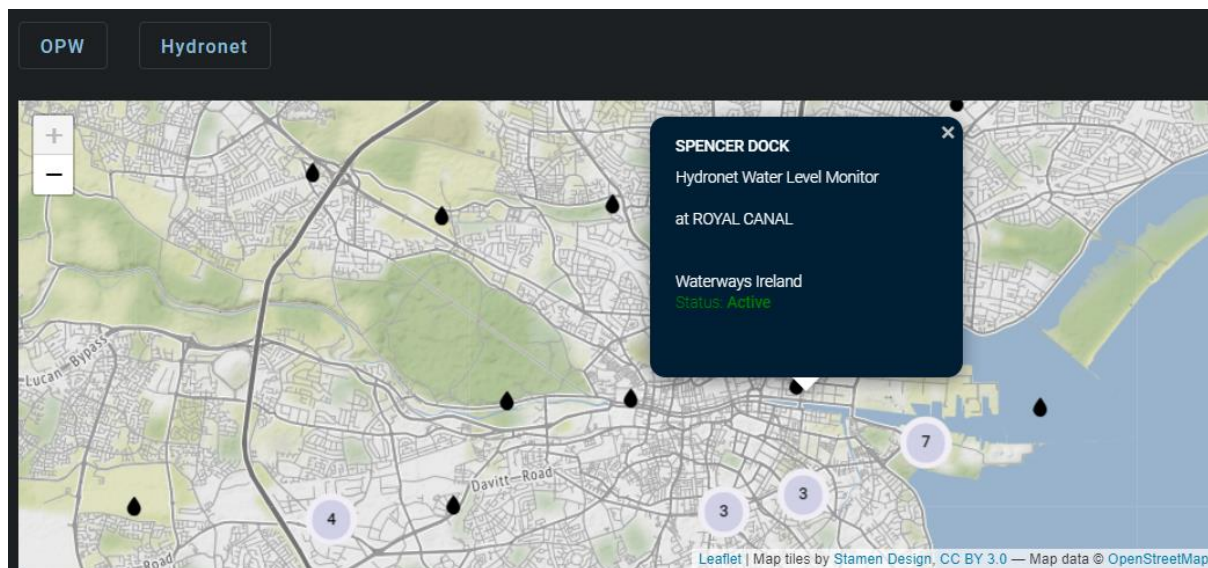 OPW Hydronet
+
−
SPENCER DOCK
×
Hydronet Water Level Monitor
at ROYAL CANAL
Waterways Ireland
Status: Active
Lucan-Bypass
7
Davitt-Road
4
3
3
Road
Leaflet | Map tiles by Stamen Design, CC BY 3.0 — Map data © OpenStreetMap